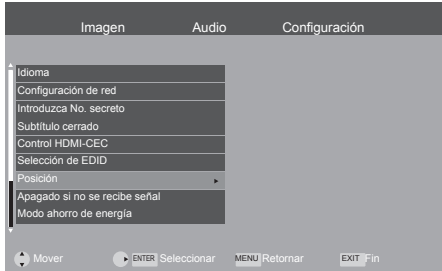 Imagen Audio Configuración
Idioma
Configuración de red
Introduzca No. secreto
Subtítulo cerrado
Control HDMI-CEC
Selección de EDID
Posición
Apagado si no se recibe señal
Modo ahorro de energía
Mover ENTER Seleccionar MENU Retornar EXIT Fin